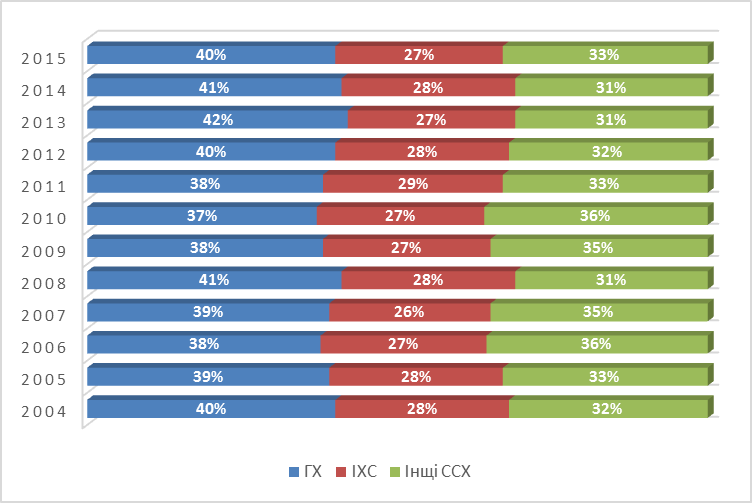 2015 40% 27% 33%
2014 41% 28% 31%
2013 42% 27% 31%
2012 40% 28% 32%
2011 38% 29% 33%
2010 37% 27% 36%
2009 38% 27% 35%
2008 41% 28% 31%
2007 39% 26% 35%
2006 38% 27% 36%
2005 39% 28% 33%
2004 40% 28% 32%
ГХ ІХС Інщі ССХ